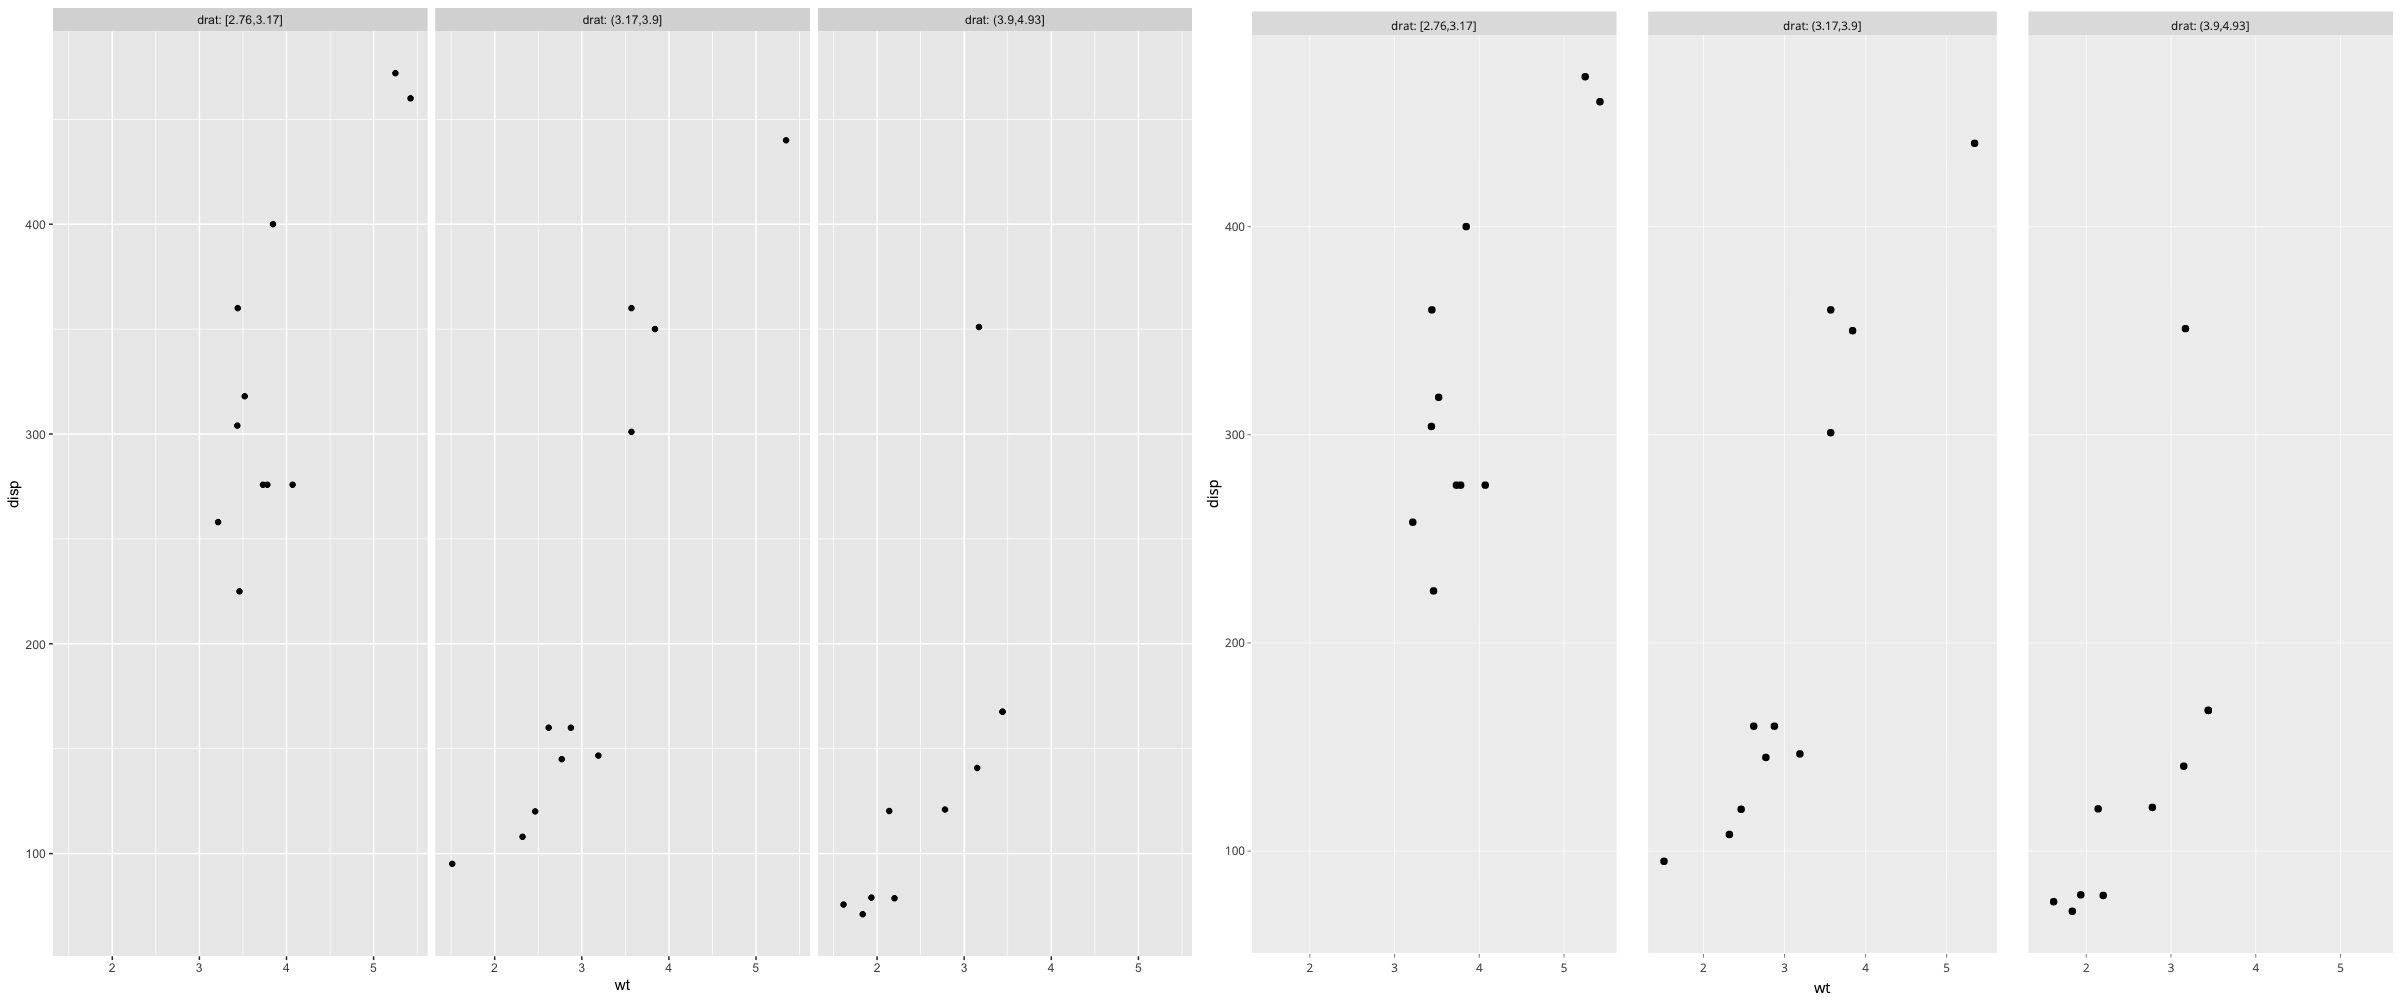 drat: [2.76,3.17] drat: (3.17,3.9] drat: (3.9,4.93]
400
300
200
100
disp
2 3 4 5 2 3 4 5 2 3 4 5
wt
drat: [2.76,3.17] drat: (3.17,3.9] drat: (3.9,4.93]
400
300
200
100
disp
2 3 4 5 2 3 4 5 2 3 4 5
wt